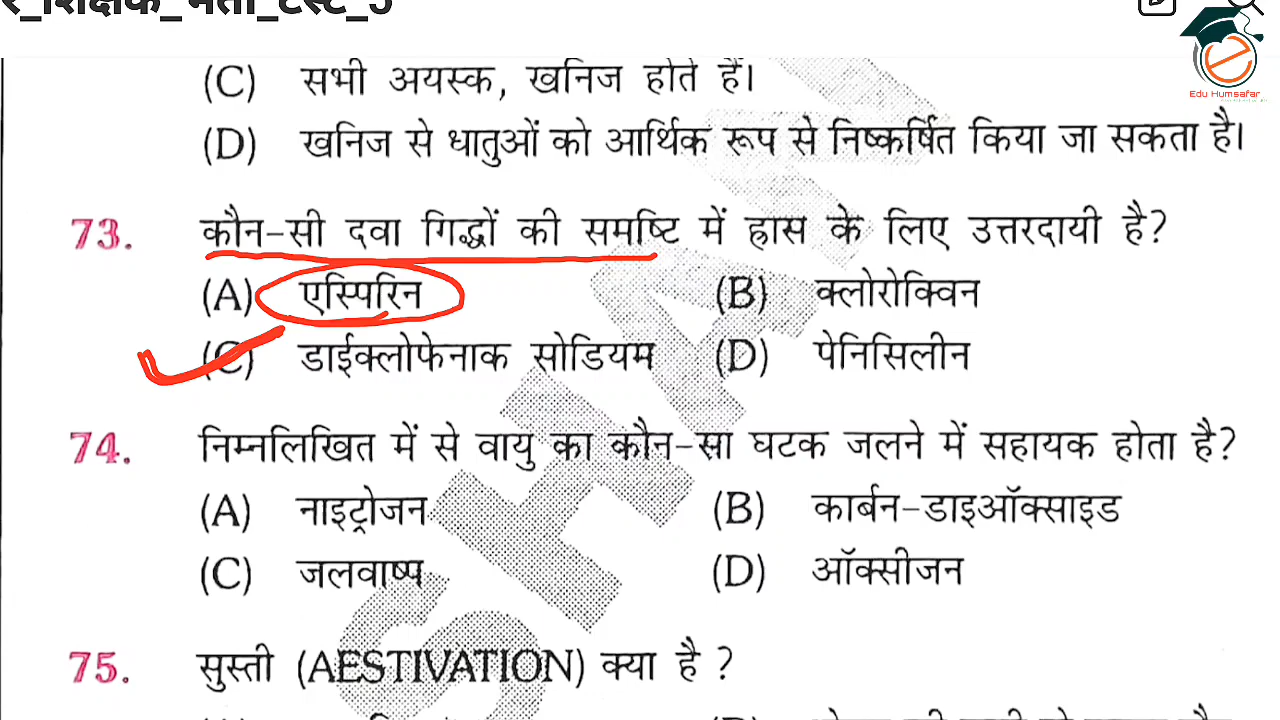 Edu Humsafar
(C) सभी अयस्क, खनिज होते हैं।
(D) खनिज से धातुओं को आर्थिक रूप से निष्कर्षित किया जा सकता है।
73. कौन-सी दवा गिद्धों की समष्टि में ह्रास के लिए उत्तरदायी है?
(A) एस्पिरिन (B) क्लोरोक्विन
(C) डाईक्लोफेनाक सोडियम (D) पेनिसिलीन
74. निम्नलिखित में से वायु का कौन-सा घटक जलने में सहायक होता है?
(A) नाइट्रोजन (B) कार्बन-डाइऑक्साइड
(C) जलवाष्प (D) ऑक्सीजन
75. सुस्ती (AESTIVATION) क्या है ?